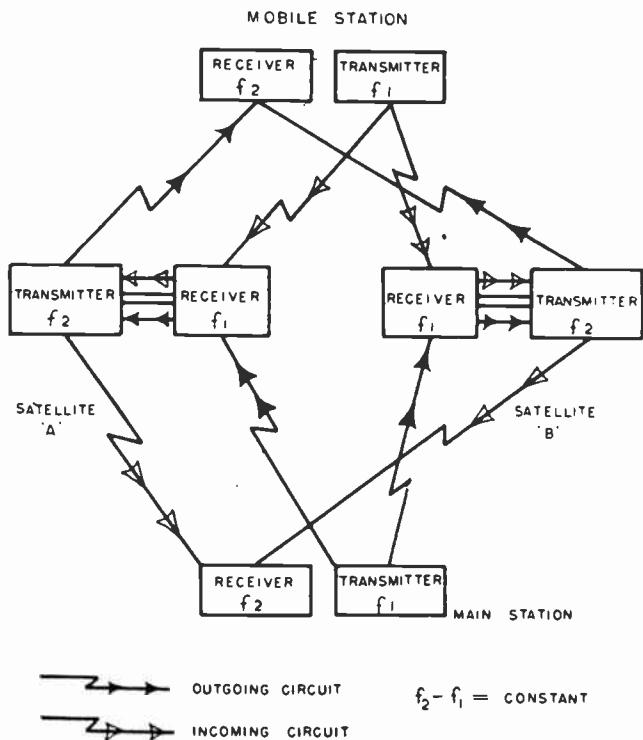 MOBILE STATION
RECEIVER
f2
TRANSMITTER
f1
TRANSMITTER
f2
RECEIVER
f1
RECEIVER
f1
TRANSMITTER
f2
SATELLITE
'A'
SATELLITE
'B'
RECEIVER
f2
TRANSMITTER
f1
MAIN STATION
OUTGOING CIRCUIT
f2 - f1 = CONSTANT
INCOMING CIRCUIT